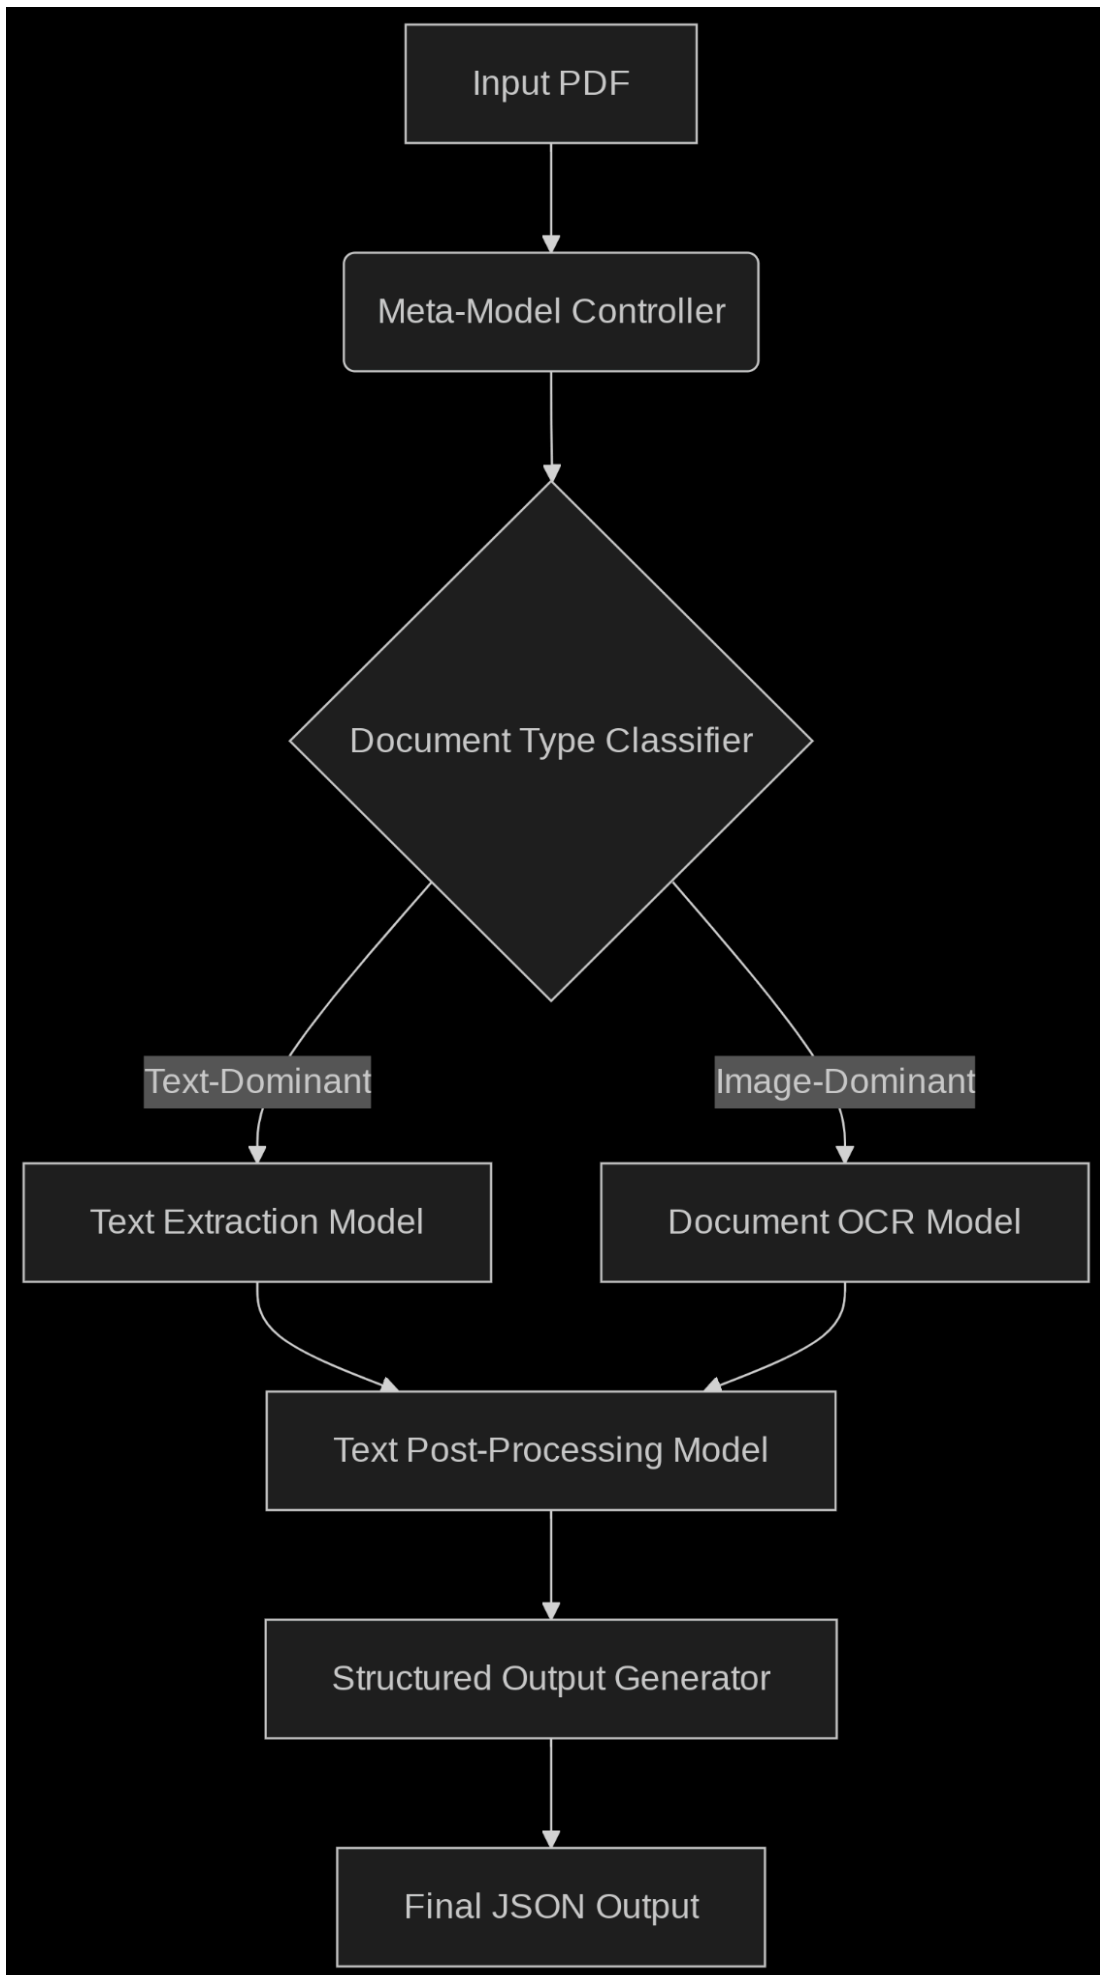 Input PDF
Meta-Model Controller
Document Type Classifier
Text-Dominant
Image-Dominant
Text Extraction Model
Document OCR Model
Text Post-Processing Model
Structured Output Generator
Final JSON Output